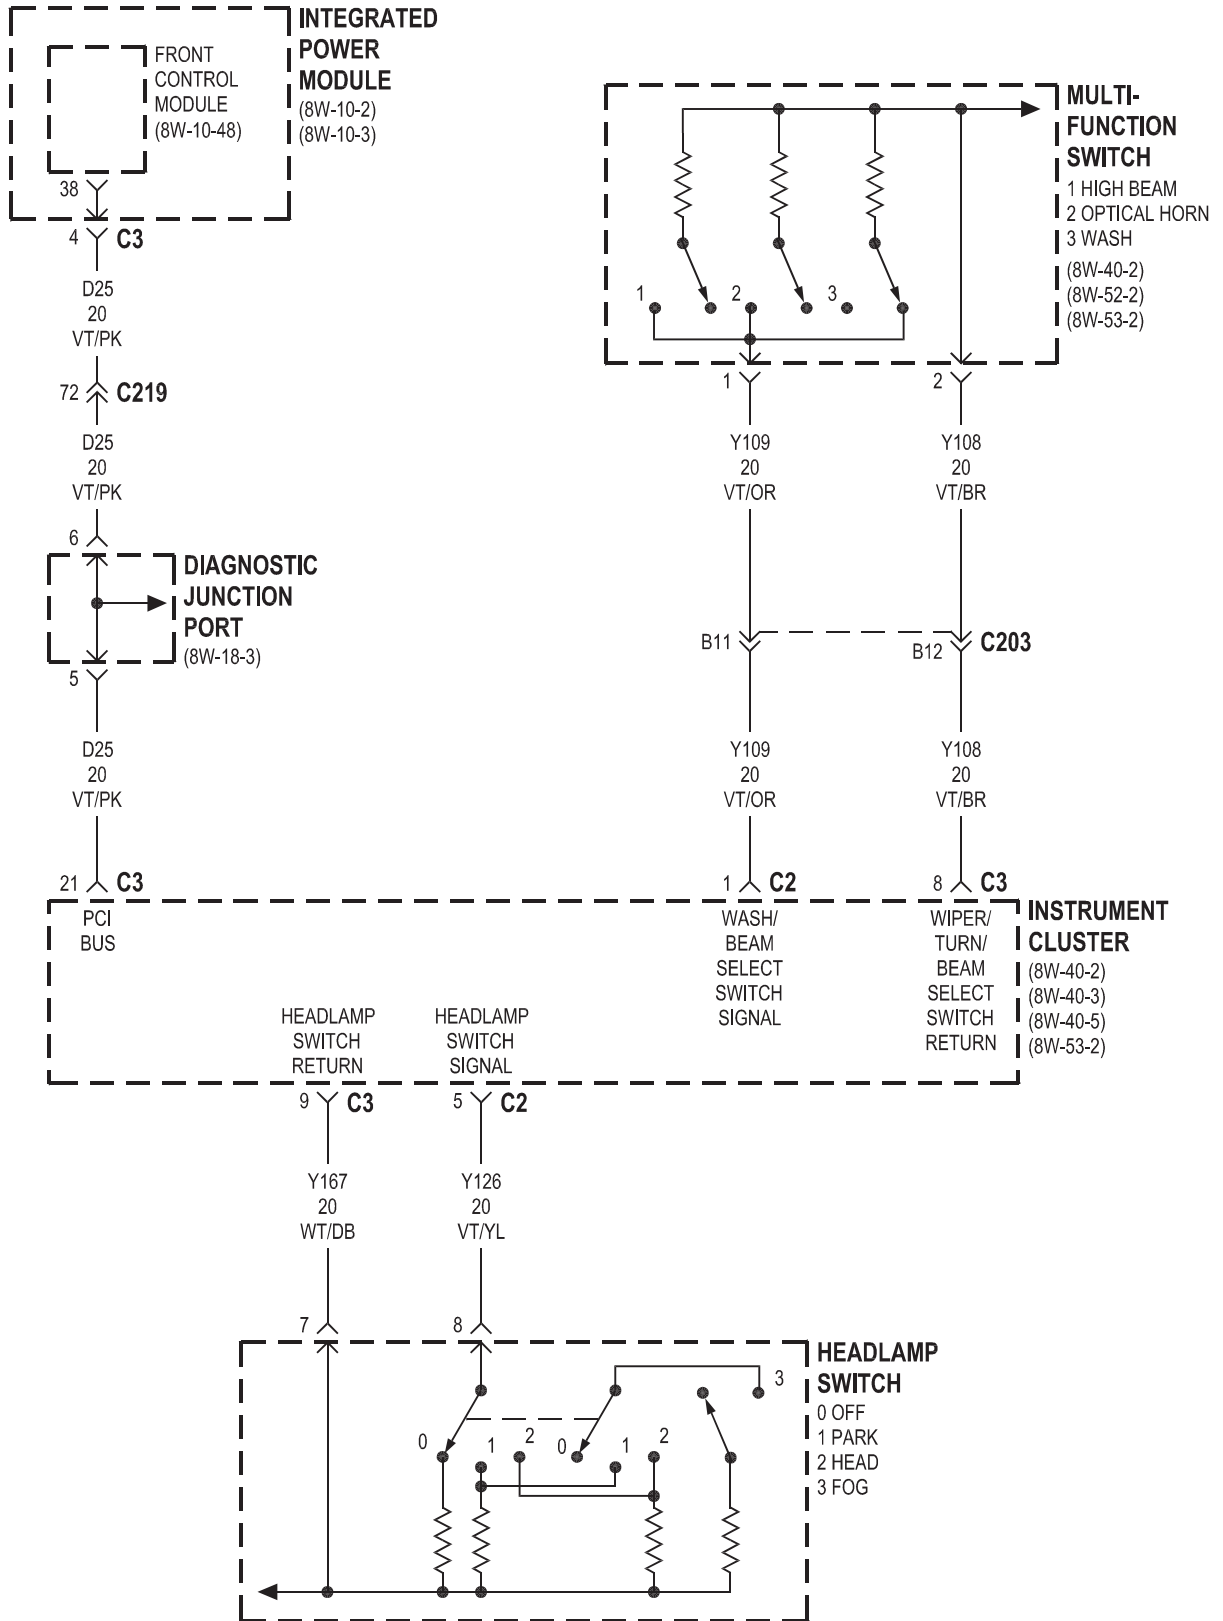 INTEGRATED
POWER
MODULE
(8W-10-2)
(8W-10-3)
FRONT
CONTROL
MODULE
(8W-10-48)
38
4 C3
D25
20
VT/PK
72 C219
D25
20
VT/PK
6
DIAGNOSTIC
JUNCTION
PORT
(8W-18-3)
5
D25
20
VT/PK
21 C3
MULTI-
FUNCTION
SWITCH
1 HIGH BEAM
2 OPTICAL HORN
3 WASH
(8W-40-2)
(8W-52-2)
(8W-53-2)
1 2 3
1 2
Y109 Y108
20 20
VT/OR VT/BR
B11 B12 C203
Y109 Y108
20 20
VT/OR VT/BR
1 C2 8 C3
PCI
BUS
WASH/
BEAM
SELECT
SWITCH
SIGNAL
WIPER/
TURN/
BEAM
SELECT
SWITCH
RETURN
INSTRUMENT
CLUSTER
(8W-40-2)
(8W-40-3)
(8W-40-5)
(8W-53-2)
HEADLAMP
SWITCH
RETURN
HEADLAMP
SWITCH
SIGNAL
9 C3 5 C2
Y167 Y126
20 20
WT/DB VT/YL
7 8
HEADLAMP
SWITCH
0 OFF
1 PARK
2 HEAD
3 FOG
3
0 1 2 0 1 2